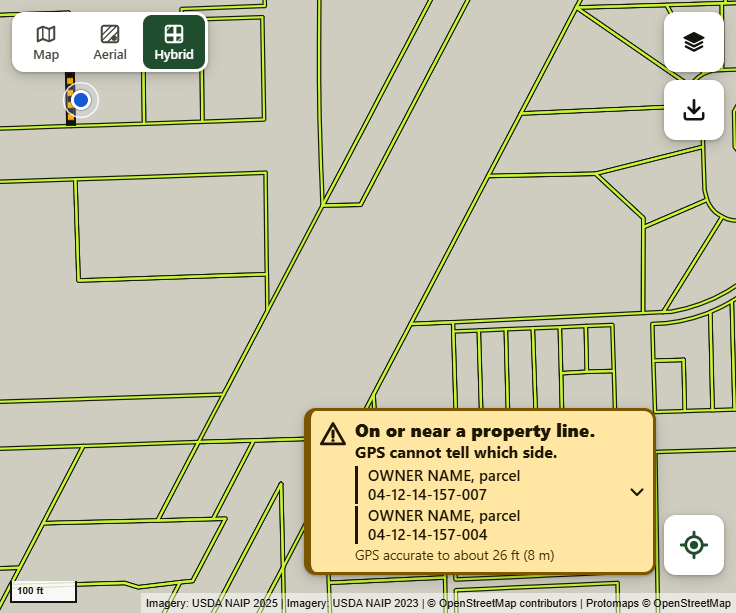 Map
Aerial
Hybrid
On or near a property line.
GPS cannot tell which side.
OWNER NAME, parcel
04-12-14-157-007
OWNER NAME, parcel
04-12-14-157-004
GPS accurate to about 26 ft (8 m)
100 ft
Imagery: USDA NAIP 2025 | Imagery: USDA NAIP 2023 | © OpenStreetMap contributors | Protomaps © OpenStreetMap